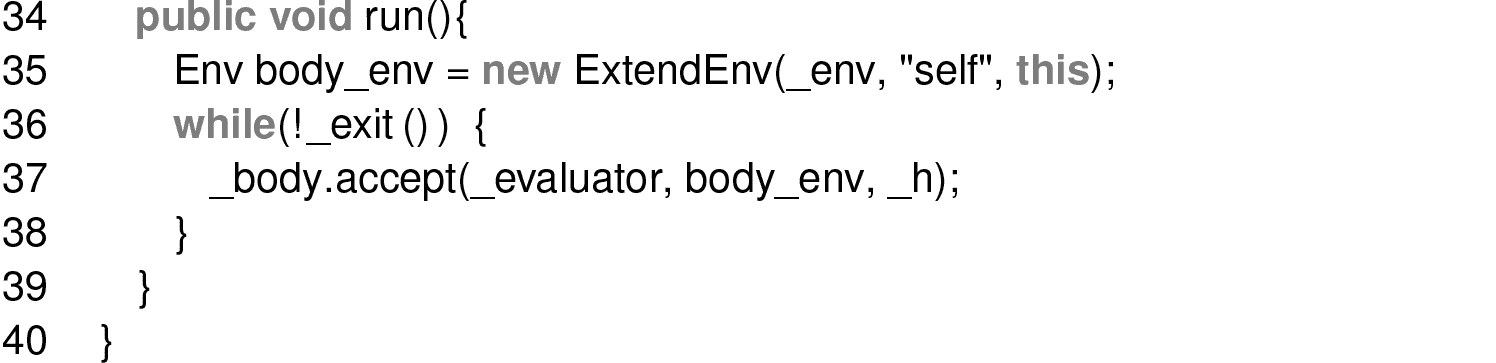 34 public void run(){
35 Env body_env = new ExtendEnv(_env, "self", this);
36 while(!_exit () ) {
37 _body.accept(_evaluator, body_env, _h);
38 }
39 }
40 }